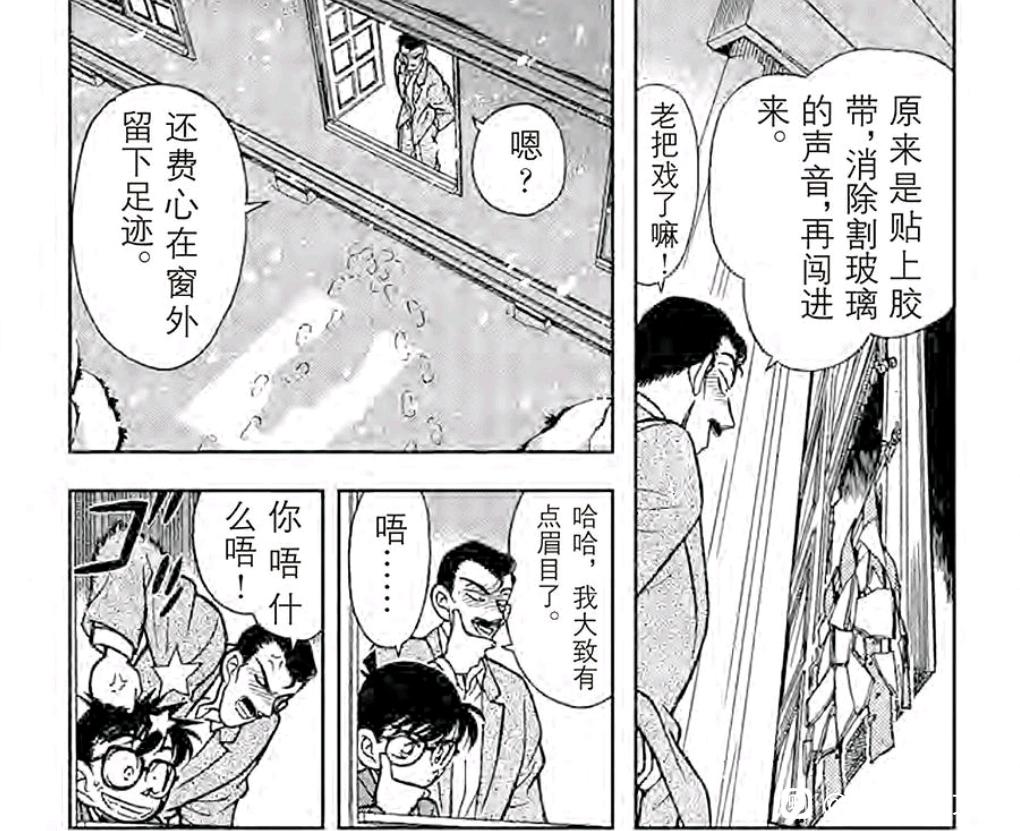 原来是贴上胶
带，消除割玻璃
的声音，再闯进
来。
老把戏了嘛！
嗯？
还费心在窗外
留下足迹。
哈哈，我大致有
点眉目了。
唔……
你唔什
么唔！
ゴッ